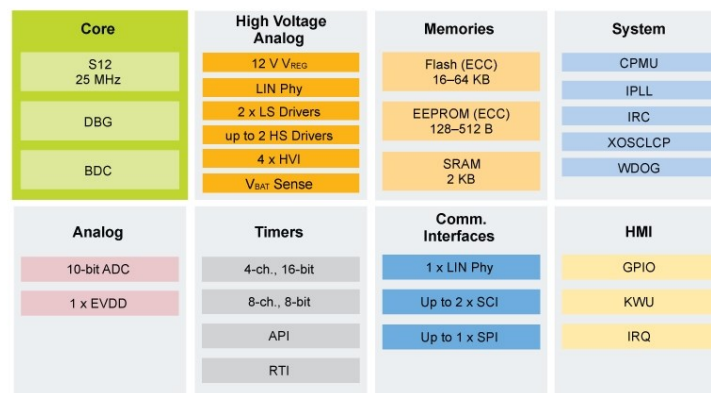 Core
S12
25 MHz
DBG
BDC
High Voltage
Analog
12 V VREG
LIN Phy
2 x LS Drivers
up to 2 HS Drivers
4 x HVI
VBAT Sense
Memories
Flash (ECC)
16–64 KB
EEPROM (ECC)
128–512 B
SRAM
2 KB
System
CPMU
IPLL
IRC
XOSCLCP
WDOG
Analog
10-bit ADC
1 x EVDD
Timers
4-ch., 16-bit
8-ch., 8-bit
API
RTI
Comm.
Interfaces
1 x LIN Phy
Up to 2 x SCI
Up to 1 x SPI
HMI
GPIO
KWU
IRQ